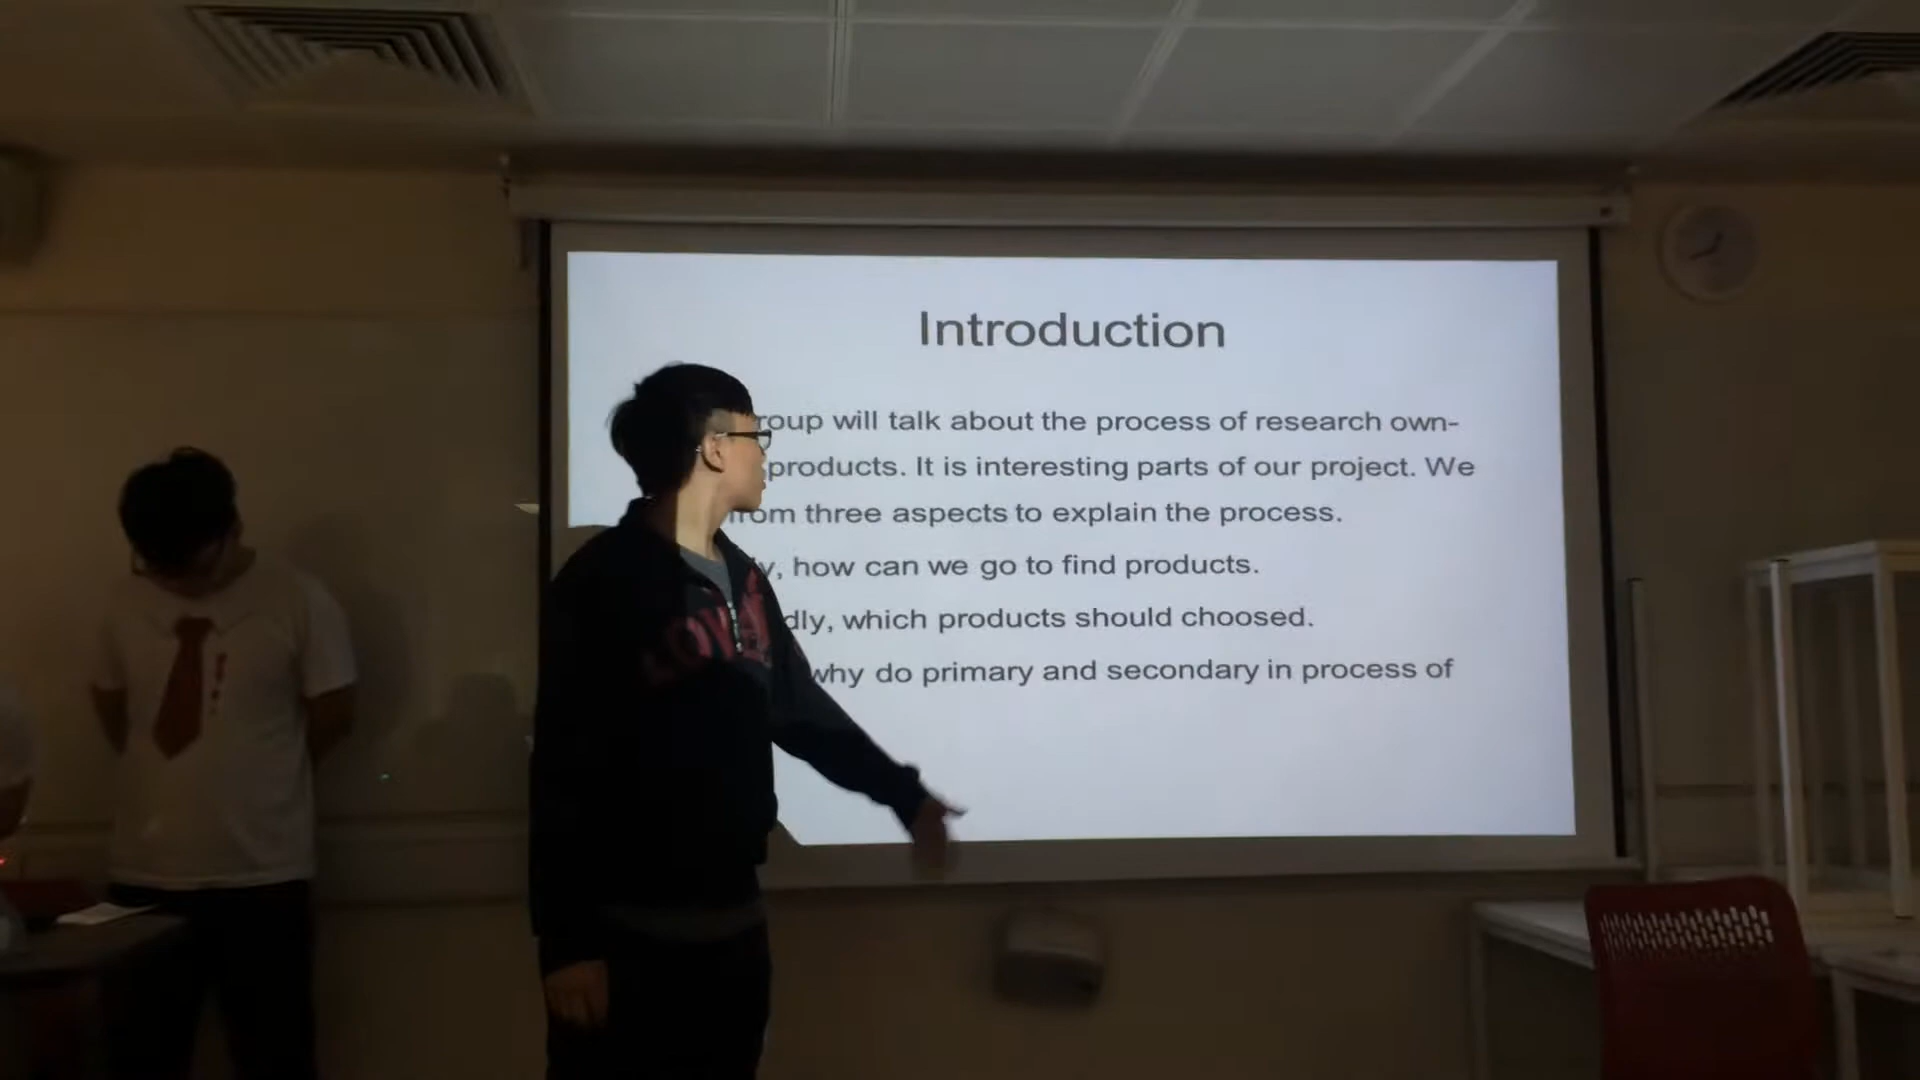 Introduction
roup will talk about the process of research own-
products. It is interesting parts of our project. We
from three aspects to explain the process.
y, how can we go to find products.
dly, which products should choosed.
why do primary and secondary in process of